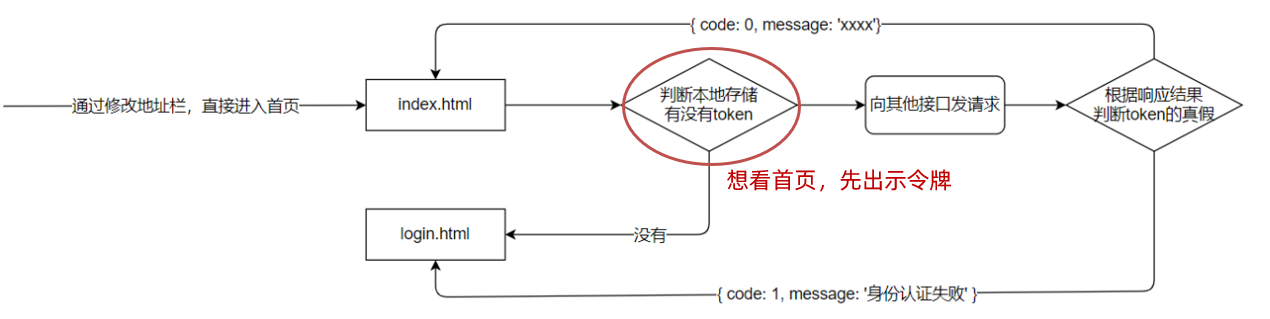 { code: 0, message: 'xxxx'}
通过修改地址栏，直接进入首页
index.html
判断本地存储
有没有token
向其他接口发请求
根据响应结果
判断token的真假
想看首页，先出示令牌
login.html
没有
{ code: 1, message: '身份认证失败' }